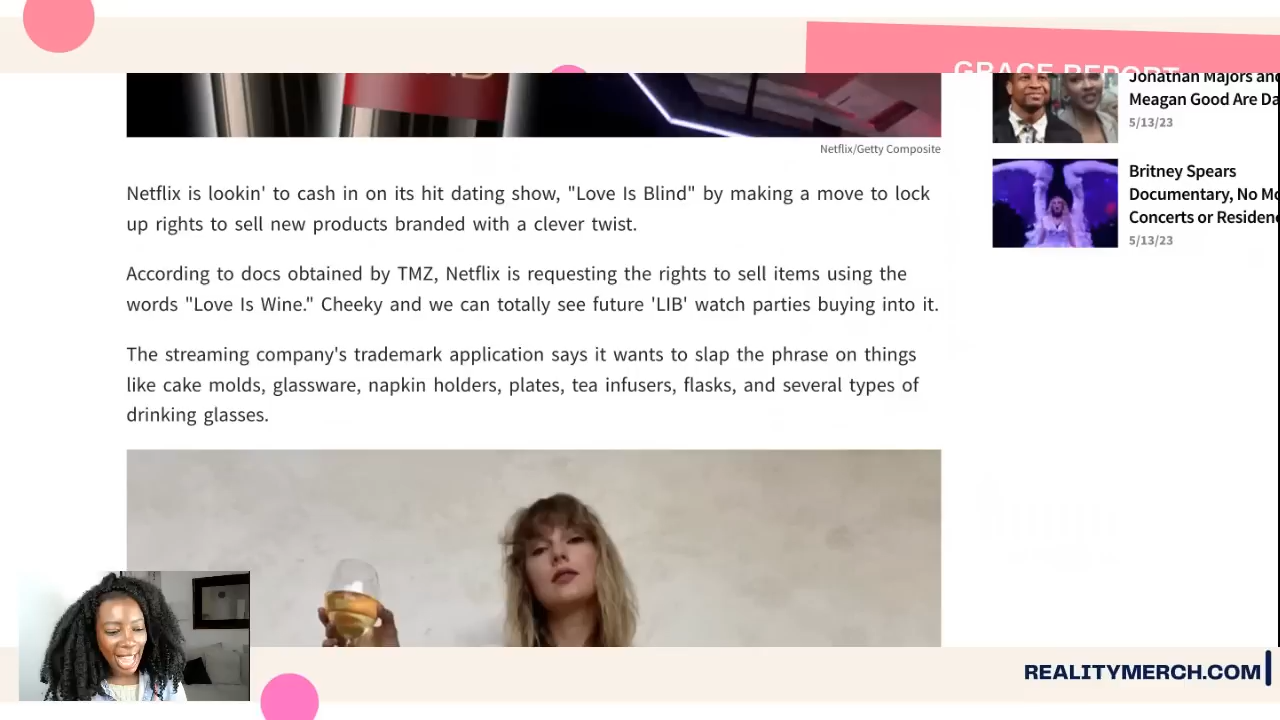 GRACE REPORT
Jonathan Majors and
Meagan Good Are Da
5/13/23
Netflix/Getty Composite
Britney Spears
Documentary, No Mo
Concerts or Residenc
5/13/23
Netflix is lookin' to cash in on its hit dating show, "Love Is Blind" by making a move to lock
up rights to sell new products branded with a clever twist.
According to docs obtained by TMZ, Netflix is requesting the rights to sell items using the
words "Love Is Wine." Cheeky and we can totally see future 'LIB' watch parties buying into it.
The streaming company's trademark application says it wants to slap the phrase on things
like cake molds, glassware, napkin holders, plates, tea infusers, flasks, and several types of
drinking glasses.
REALITYMERCH.COM